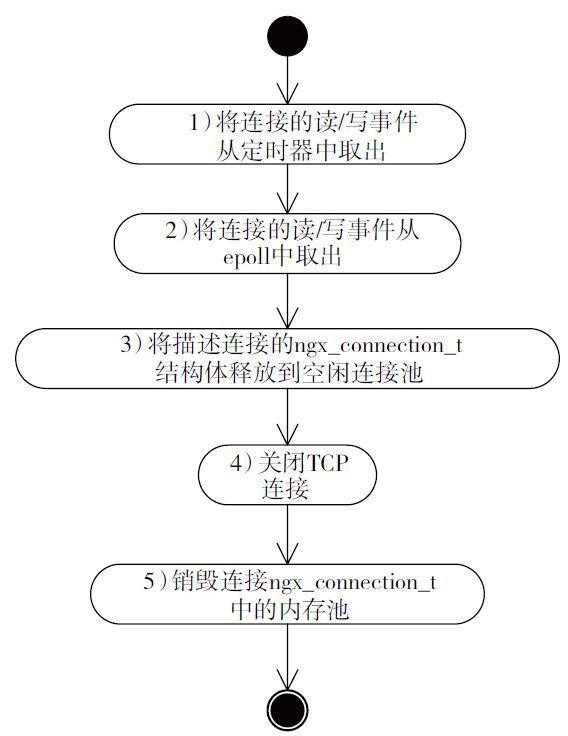 1)将连接的读/写事件
从定时器中取出
2)将连接的读/写事件从
epoll中取出
3)将描述连接的ngx_connection_t
结构体释放到空闲连接池
4)关闭TCP
连接
5)销毁连接ngx_connection_t
中的内存池